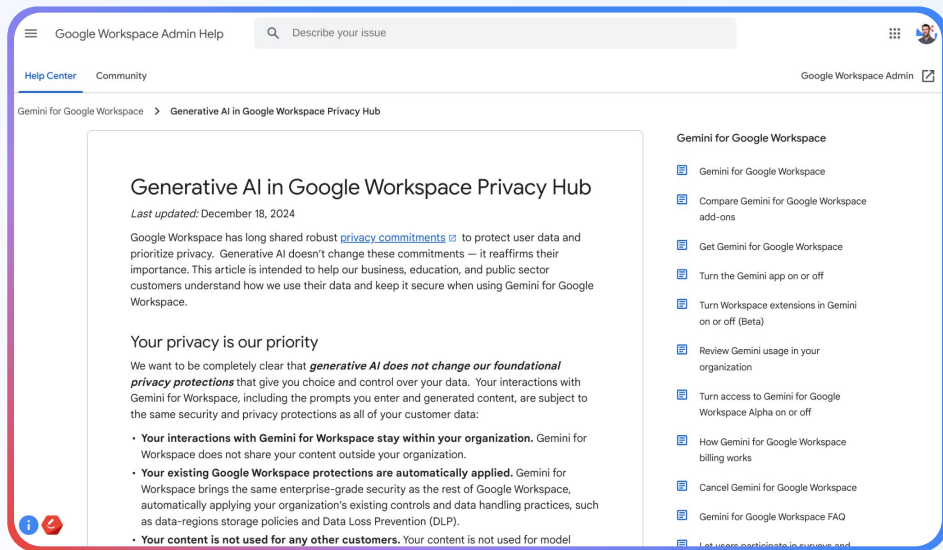 Google Workspace Admin Help
Describe your issue
Help Center Community
Google Workspace Admin
Gemini for Google Workspace > Generative AI in Google Workspace Privacy Hub
Generative AI in Google Workspace Privacy Hub
Last updated: December 18, 2024
Google Workspace has long shared robust privacy commitments to protect user data and
prioritize privacy. Generative AI doesn't change these commitments — it reaffirms their
importance. This article is intended to help our business, education, and public sector
customers understand how we use their data and keep it secure when using Gemini for Google
Workspace.
Your privacy is our priority
We want to be completely clear that generative AI does not change our foundational
privacy protections that give you choice and control over your data. Your interactions with
Gemini for Workspace, including the prompts you enter and generated content, are subject to
the same security and privacy protections as all of your customer data:
• Your interactions with Gemini for Workspace stay within your organization. Gemini for
Workspace does not share your content outside your organization.
• Your existing Google Workspace protections are automatically applied. Gemini for
Workspace brings the same enterprise-grade security as the rest of Google Workspace,
automatically applying your organization's existing controls and data handling practices, such
as data-regions storage policies and Data Loss Prevention (DLP).
• Your content is not used for any other customers. Your content is not used for model
Gemini for Google Workspace
Gemini for Google Workspace
Compare Gemini for Google Workspace
add-ons
Get Gemini for Google Workspace
Turn the Gemini app on or off
Turn Workspace extensions in Gemini
on or off (Beta)
Review Gemini usage in your
organization
Turn access to Gemini for Google
Workspace Alpha on or off
How Gemini for Google Workspace
billing works
Cancel Gemini for Google Workspace
Gemini for Google Workspace FAQ
Let users participate in surveys and